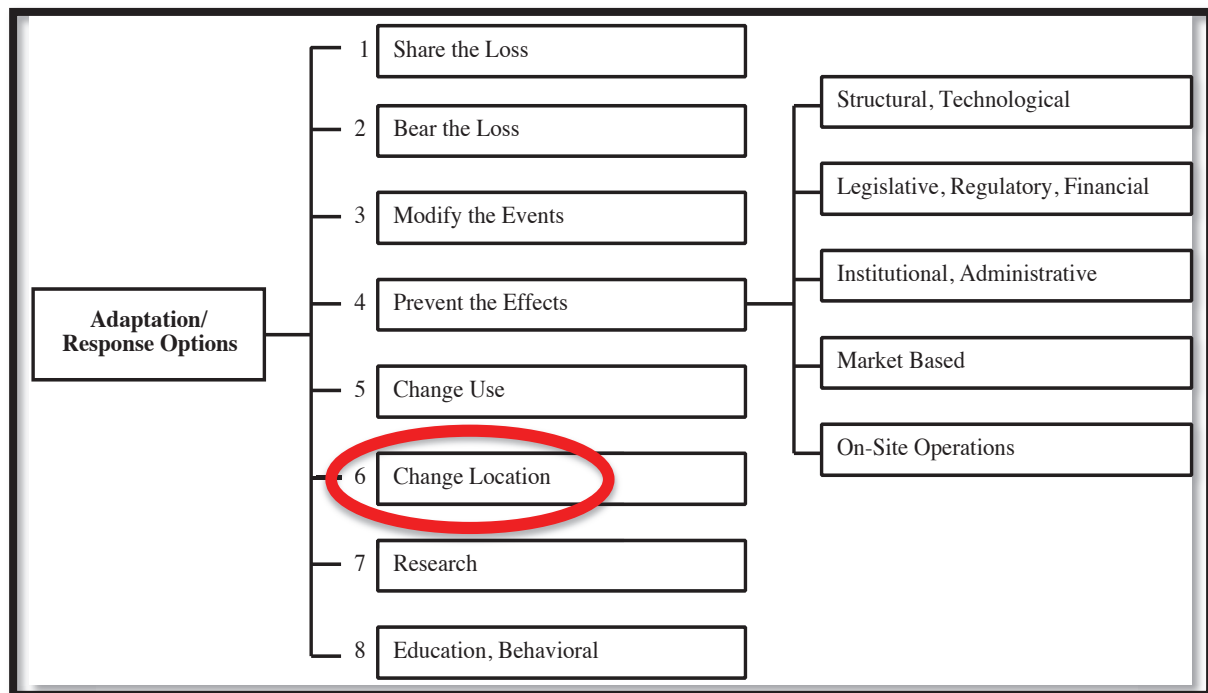 1 Share the Loss
2 Bear the Loss
3 Modify the Events
4 Prevent the Effects
5 Change Use
6 Change Location
7 Research
8 Education, Behavioral
Adaptation/
Response Options
Structural, Technological
Legislative, Regulatory, Financial
Institutional, Administrative
Market Based
On-Site Operations